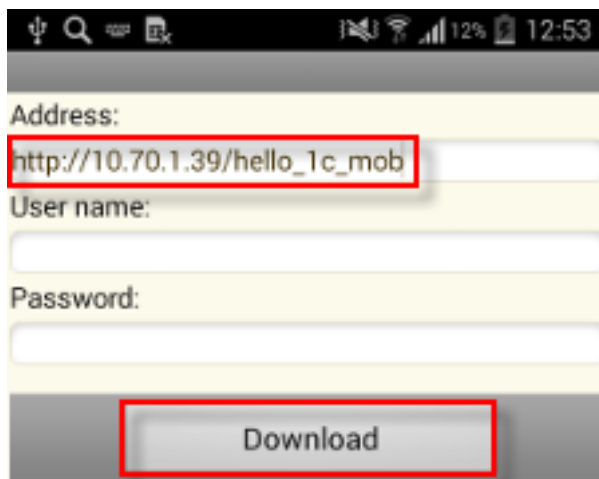 12% 12:53
Address:
http://10.70.1.39/hello_1c_mob
User name:
Password:
Download